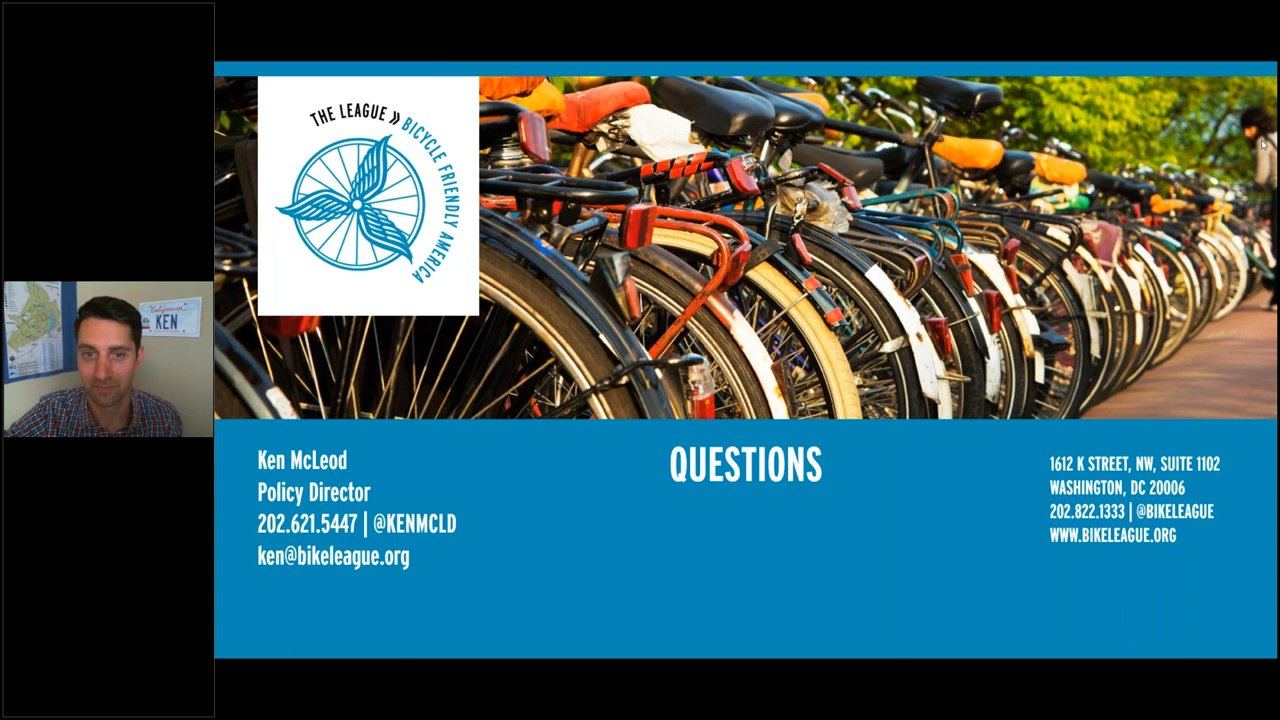 California
KEN
THE LEAGUE » BICYCLE FRIENDLY AMERICA
Ken McLeod
Policy Director
202.621.5447 | @KENMCLD
ken@bikeleague.org
QUESTIONS
1612 K STREET, NW, SUITE 1102
WASHINGTON, DC 20006
202.822.1333 | @BIKELEAGUE
WWW.BIKELEAGUE.ORG